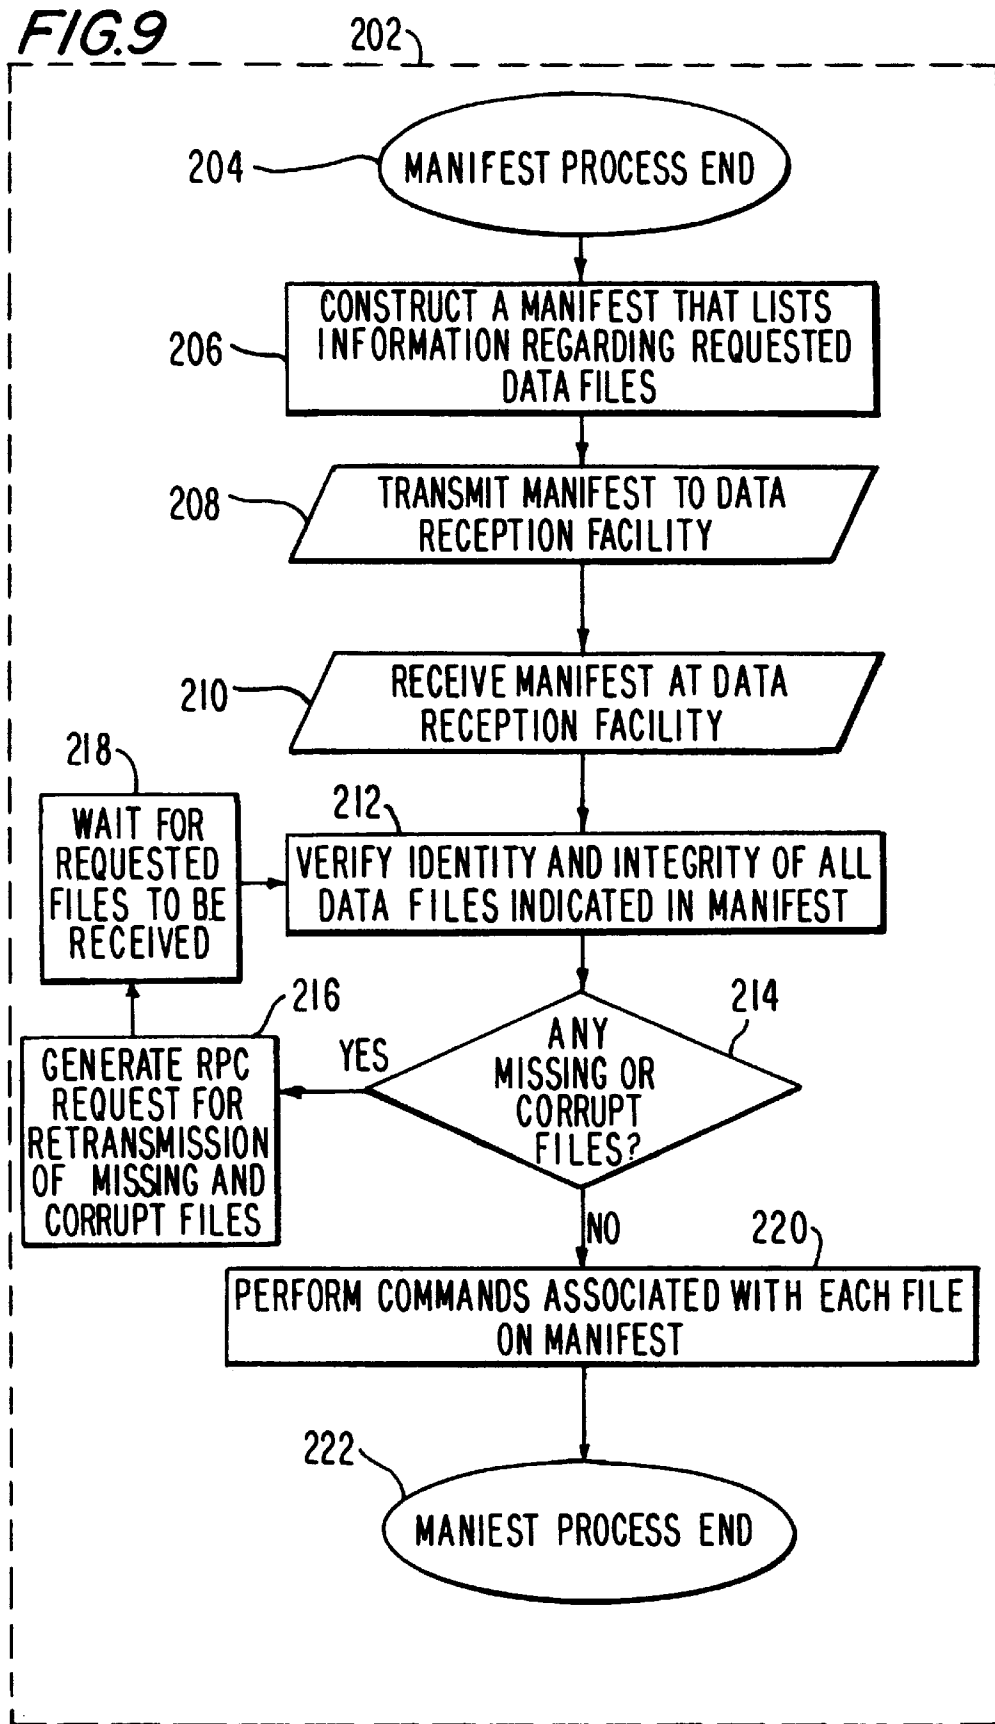 FIG.9
202
204
MANIFEST PROCESS END
206
CONSTRUCT A MANIFEST THAT LISTS
INFORMATION REGARDING REQUESTED
DATA FILES
208
TRANSMIT MANIFEST TO DATA
RECEPTION FACILITY
210
RECEIVE MANIFEST AT DATA
RECEPTION FACILITY
218
WAIT FOR
REQUESTED
FILES TO BE
RECEIVED
212
VERIFY IDENTITY AND INTEGRITY OF ALL
DATA FILES INDICATED IN MANIFEST
214
ANY
MISSING OR
CORRUPT
FILES?
YES
216
GENERATE RPC
REQUEST FOR
RETRANSMISSION
OF MISSING AND
CORRUPT FILES
NO
220
PERFORM COMMANDS ASSOCIATED WITH EACH FILE
ON MANIFEST
222
MANIEST PROCESS END